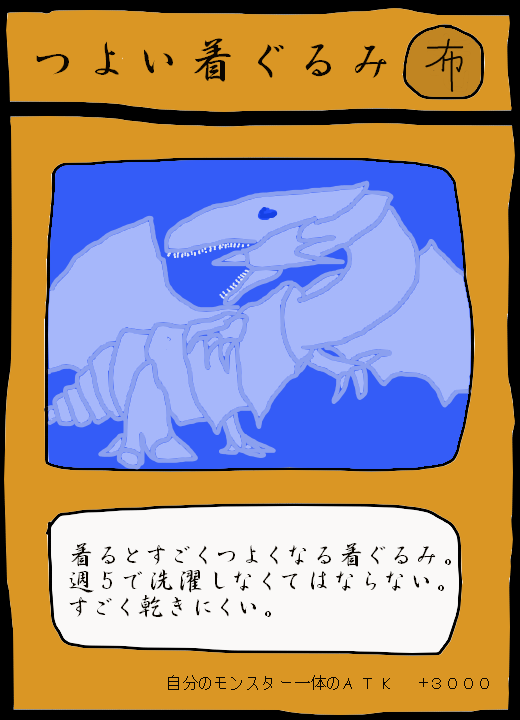 つよい着ぐるみ 布
着るとすごくつよくなる着ぐるみ。
週5で洗濯しなくてはならない。
すごく乾きにくい。
自分のモンスター一体のＡＴＫ　+３０００